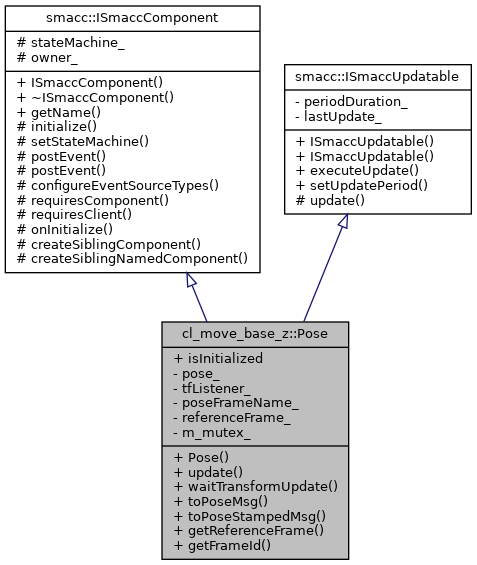 smacc::ISmaccComponent
# stateMachine_
# owner_
+ ISmaccComponent()
+ ~ISmaccComponent()
+ getName()
# initialize()
# setStateMachine()
# postEvent()
# postEvent()
# configureEventSourceTypes()
# requiresComponent()
# requiresClient()
# onInitialize()
# createSiblingComponent()
# createSiblingNamedComponent()
smacc::ISmaccUpdatable
- periodDuration_
- lastUpdate_
+ ISmaccUpdatable()
+ ISmaccUpdatable()
+ executeUpdate()
+ setUpdatePeriod()
# update()
cl_move_base_z::Pose
+ isInitialized
- pose_
- tfListener_
- poseFrameName_
- referenceFrame_
- m_mutex_
+ Pose()
+ update()
+ waitTransformUpdate()
+ toPoseMsg()
+ toPoseStampedMsg()
+ getReferenceFrame()
+ getFrameId()